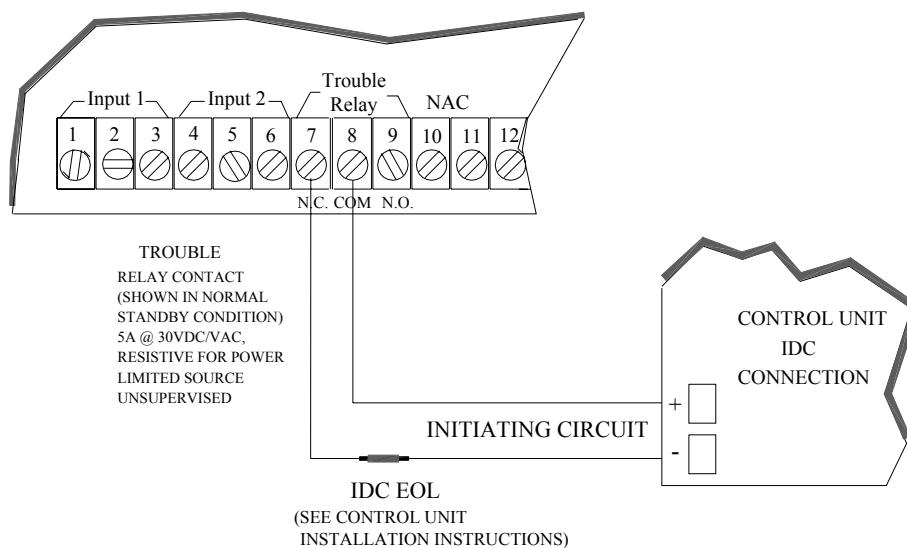 Input 1 Input 2 Trouble Relay NAC
1 2 3 4 5 6 7 8 9 10 11 12
N.C. COM N.O.
TROUBLE
RELAY CONTACT
(SHOWN IN NORMAL
STANDBY CONDITION)
5A @ 30VDC/VAC,
RESISTIVE FOR POWER
LIMITED SOURCE
UNSUPERVISED
CONTROL UNIT
IDC
CONNECTION
+
-
INITIATING CIRCUIT
IDC EOL
(SEE CONTROL UNIT
INSTALLATION INSTRUCTIONS)